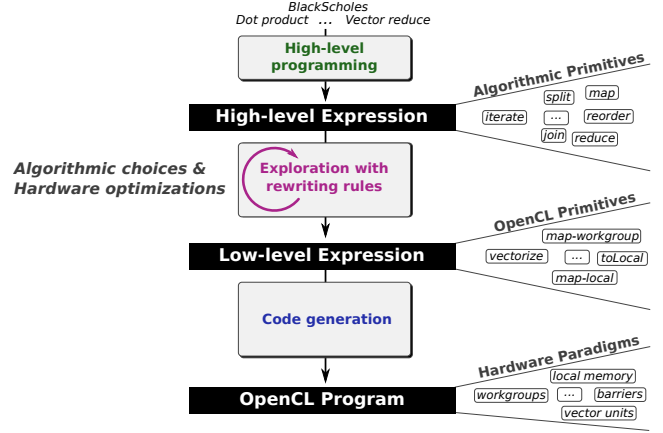 BlackScholes
Dot product ... Vector reduce
High-level
programming
High-level Expression
Algorithmic Primitives
split
map
iterate
...
reorder
join
reduce
Algorithmic choices &
Hardware optimizations
Exploration with
rewriting rules
Low-level Expression
OpenCL Primitives
map-workgroup
vectorize
...
toLocal
map-local
Code generation
OpenCL Program
Hardware Paradigms
local memory
workgroups
...
barriers
vector units